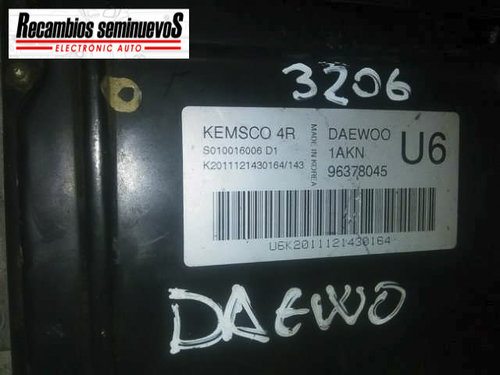 Recambios seminuevoS
ELECTRONIC AUTO
3206
KEMSCO 4R
S010016006 D1
K2011121430164/143
MADE IN KOREA
DAEWOO
1AKN
96378045
U6
U6K2011121430164
DAEWO